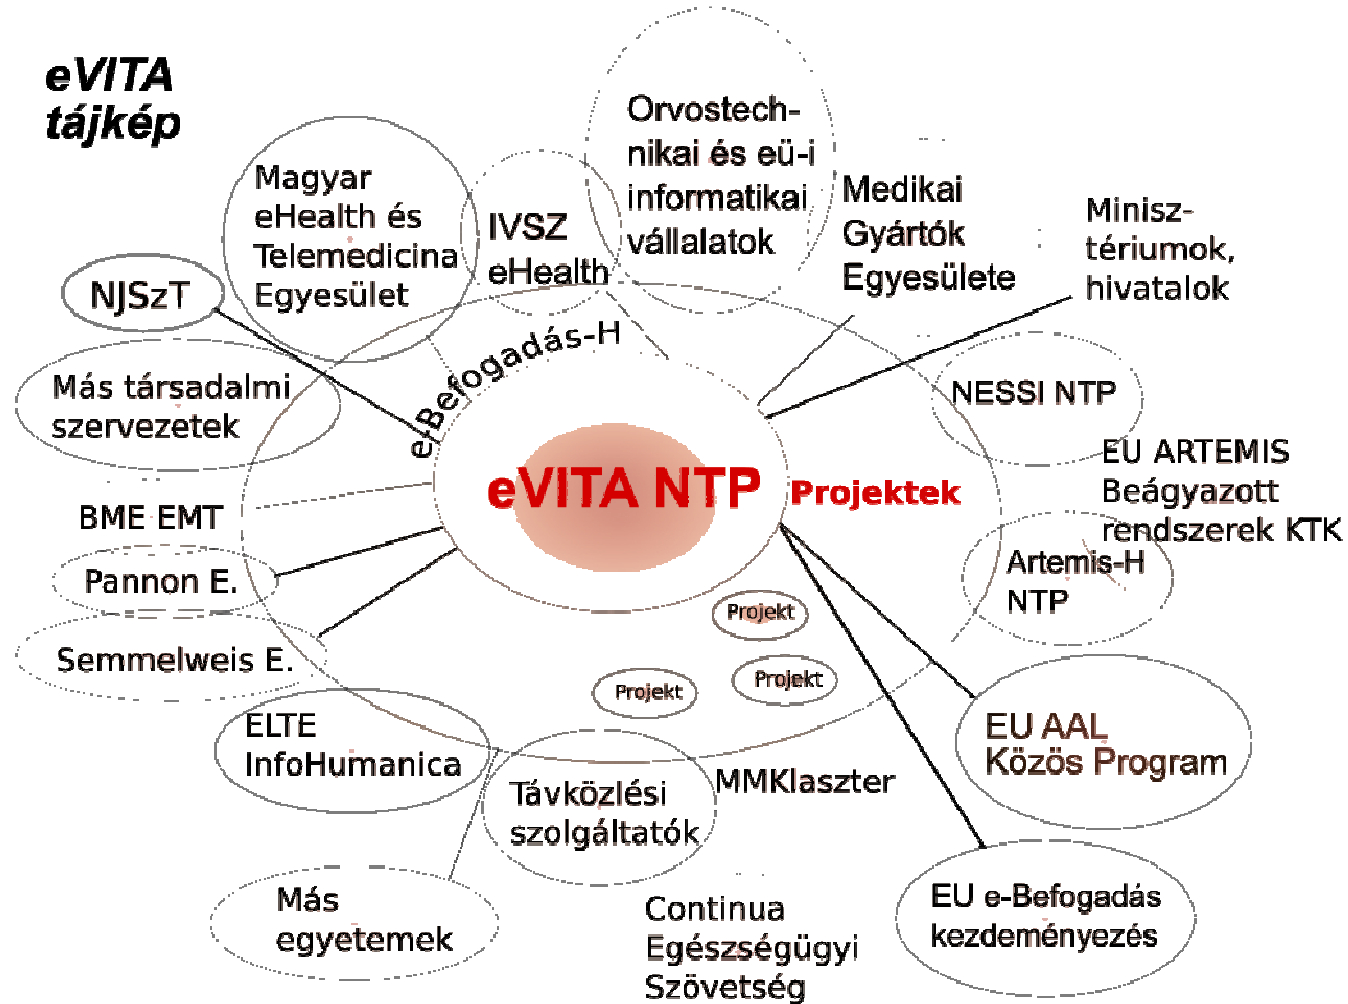 eVITA
tájkép
Orvostech-
nikai és eü-i
informatikai
vállalatok
Magyar
eHealth és
Telemedicina
Egyesület
IVSZ
eHealth
Medikai
Gyártók
Egyesülete
Minisz-
tériumok,
hivatalok
NJSzT
e-Befogadás-H
Más társadalmi
szervezetek
NESSI NTP
EU ARTEMIS
Beágyazott
rendszerek KTK
eVITA NTP
Projektek
BME EMT
Artemis-H
NTP
Pannon E.
Projekt
Semmelweis E.
Projekt
Projekt
ELTE
InfoHumanica
EU AAL
Közös Program
Távközlési
szolgáltatók
MMKlaszter
Más
egyetemek
Continua
Egészségügyi
Szövetség
EU e-Befogadás
kezdeményezés